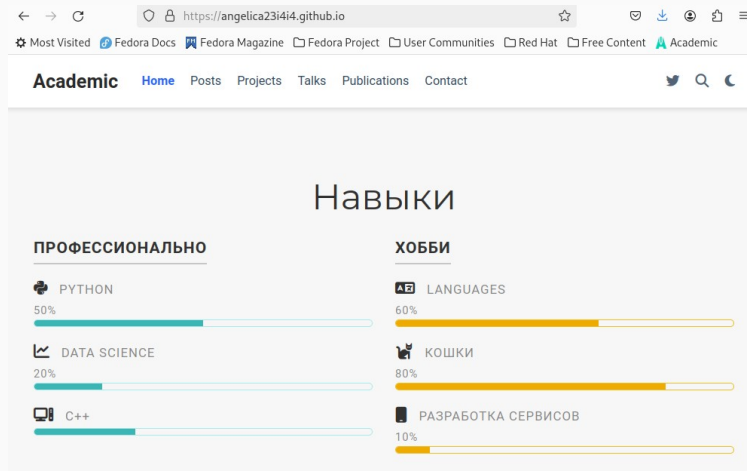 https://angelica23i4i4.github.io
Most Visited Fedora Docs Fedora Magazine Fedora Project User Communities Red Hat Free Content Academic
Academic Home Posts Projects Talks Publications Contact
Навыки
ПРОФЕССИОНАЛЬНО
PYTHON
50%
DATA SCIENCE
20%
C++
ХОББИ
LANGUAGES
60%
КОШКИ
80%
РАЗРАБОТКА СЕРВИСОВ
10%